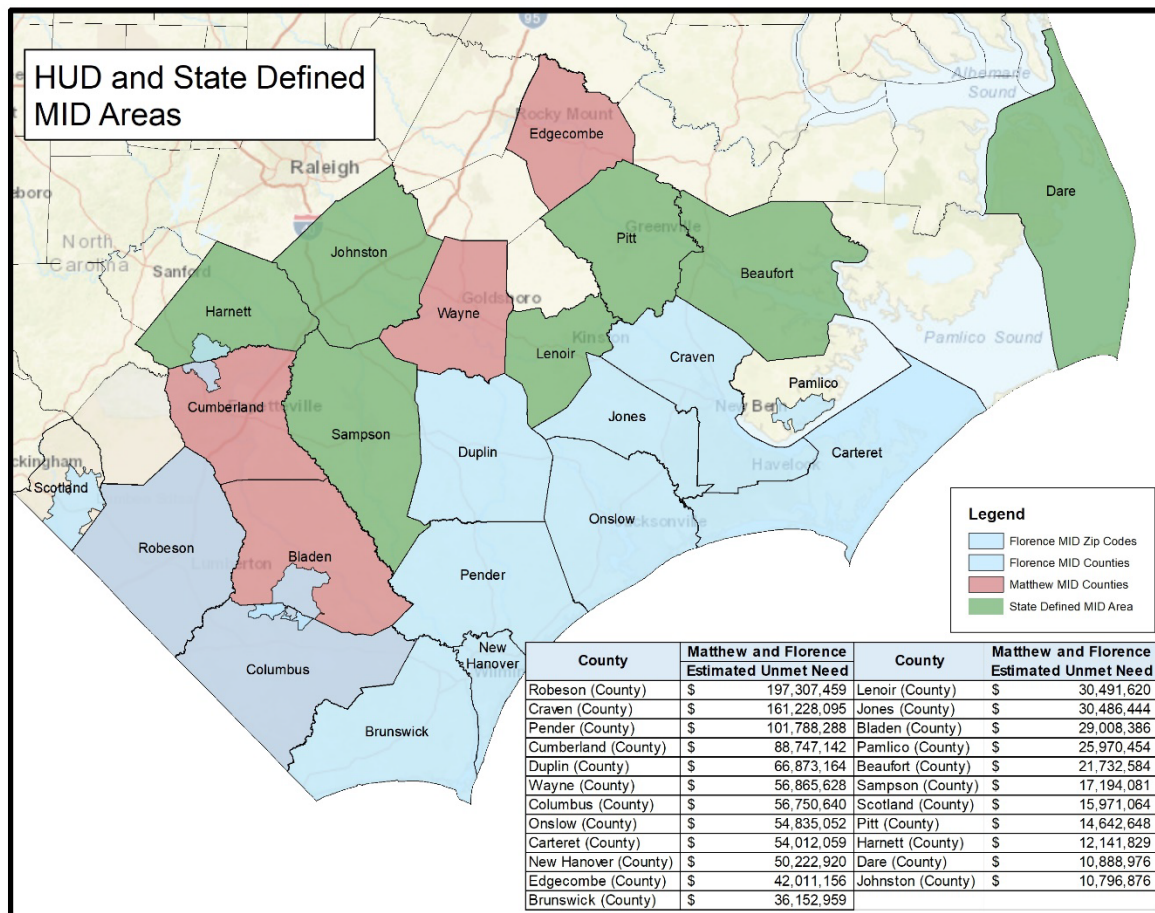 HUD and State Defined
MID Areas
95
Albemarle
Sound
Rocky Mount
Edgecombe
Raleigh
Dare
Greenville
Pitt
North
Carolina
Sanford
Johnston
Beaufort
Harnett
Goldsboro
Wayne
Kinston
Lenoir
Craven
Pamlico Sound
Pamlico
Cumberland
Sampson
Jones
New Bern
Duplin
Carteret
Havelock
Scotland
Onslow
Robeson
Bladen
Pender
Columbus
New
Hanover
Brunswick
Legend
Florence MID Zip Codes
Florence MID Counties
Matthew MID Counties
State Defined MID Area
County Matthew and Florence Estimated Unmet Need County Matthew and Florence Estimated Unmet Need
Robeson (County) $ 197,307,459 Lenoir (County) $ 30,491,620
Craven (County) $ 161,228,095 Jones (County) $ 30,486,444
Pender (County) $ 101,788,288 Bladen (County) $ 29,008,386
Cumberland (County) $ 88,747,142 Pamlico (County) $ 25,970,454
Duplin (County) $ 66,873,164 Beaufort (County) $ 21,732,584
Wayne (County) $ 56,865,628 Sampson (County) $ 17,194,081
Columbus (County) $ 56,750,640 Scotland (County) $ 15,971,064
Onslow (County) $ 54,835,052 Pitt (County) $ 14,642,648
Carteret (County) $ 54,012,059 Harnett (County) $ 12,141,829
New Hanover (County) $ 50,222,920 Dare (County) $ 10,888,976
Edgecombe (County) $ 42,011,156 Johnston (County) $ 10,796,876
Brunswick (County) $ 36,152,959